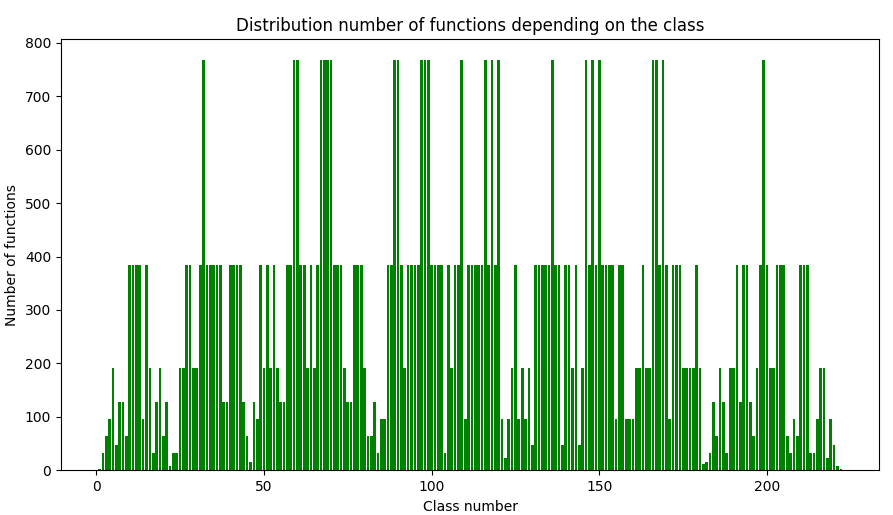 Distribution number of functions depending on the class
Number of functions
800
700
600
500
400
300
200
100
0
0 50 100 150 200
Class number